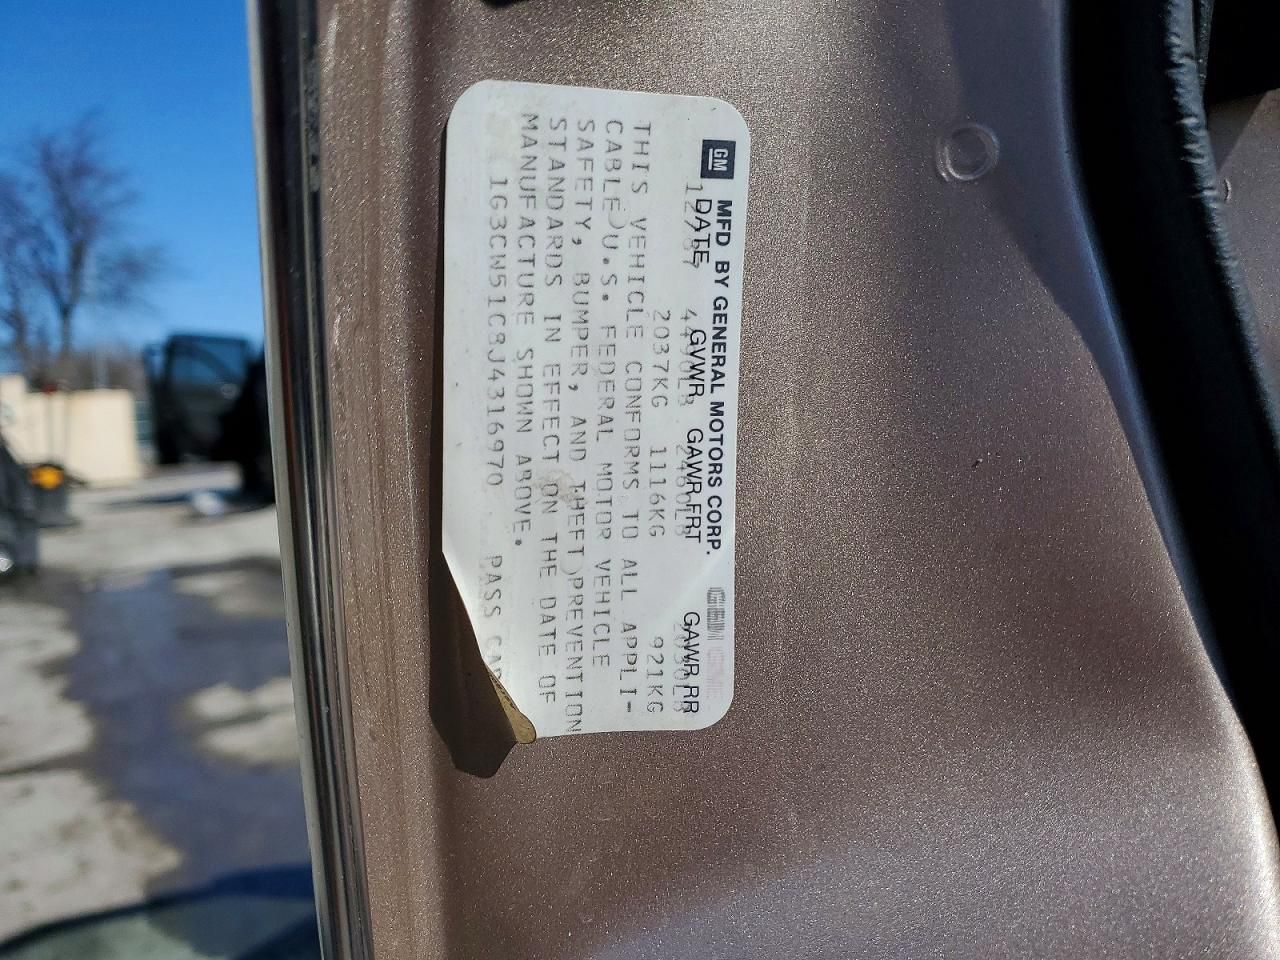 GM MFD BY GENERAL MOTORS CORP.
DATE GVWR GAWR FRT GAWR RR
12/87 4490LB 2460LB 2030LB
2037KG 1116KG 921KG
THIS VEHICLE CONFORMS TO ALL APPLI-
CABLE U.S. FEDERAL MOTOR VEHICLE
SAFETY, BUMPER, AND THEFT PREVENTION
STANDARDS IN EFFECT ON THE DATE OF
MANUFACTURE SHOWN ABOVE.
1G3CW51C8J4316970 PASS CAR